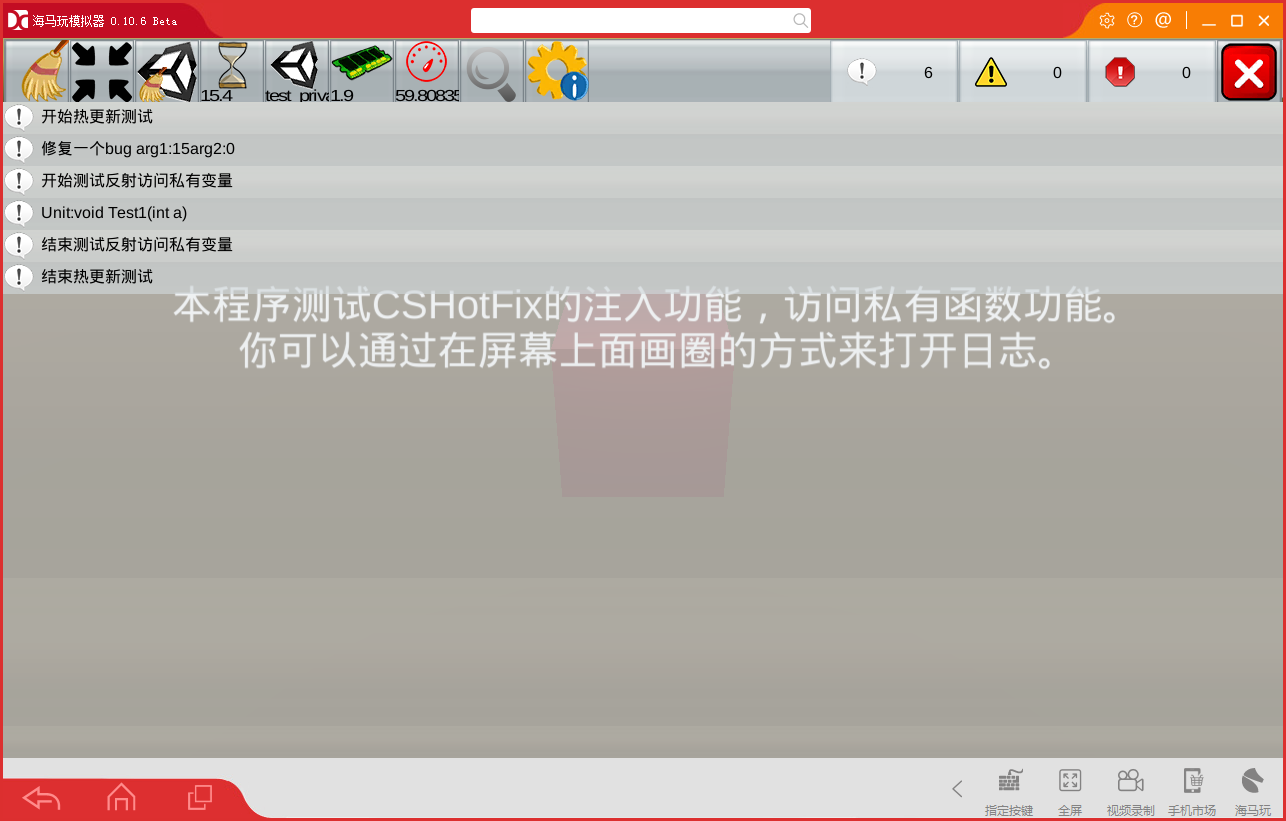 海马玩模拟器 0.10.6 Beta
15.4
test_priva
1.9
59.80835
6
0
0
开始热更新测试
修复一个bug arg1:15arg2:0
开始测试反射访问私有变量
Unit:void Test1(int a)
结束测试反射访问私有变量
结束热更新测试
本程序测试CSHotFix的注入功能，访问私有函数功能。
你可以通过在屏幕上面画圈的方式来打开日志。
指定按键
全屏
视频录制
手机市场
海马玩